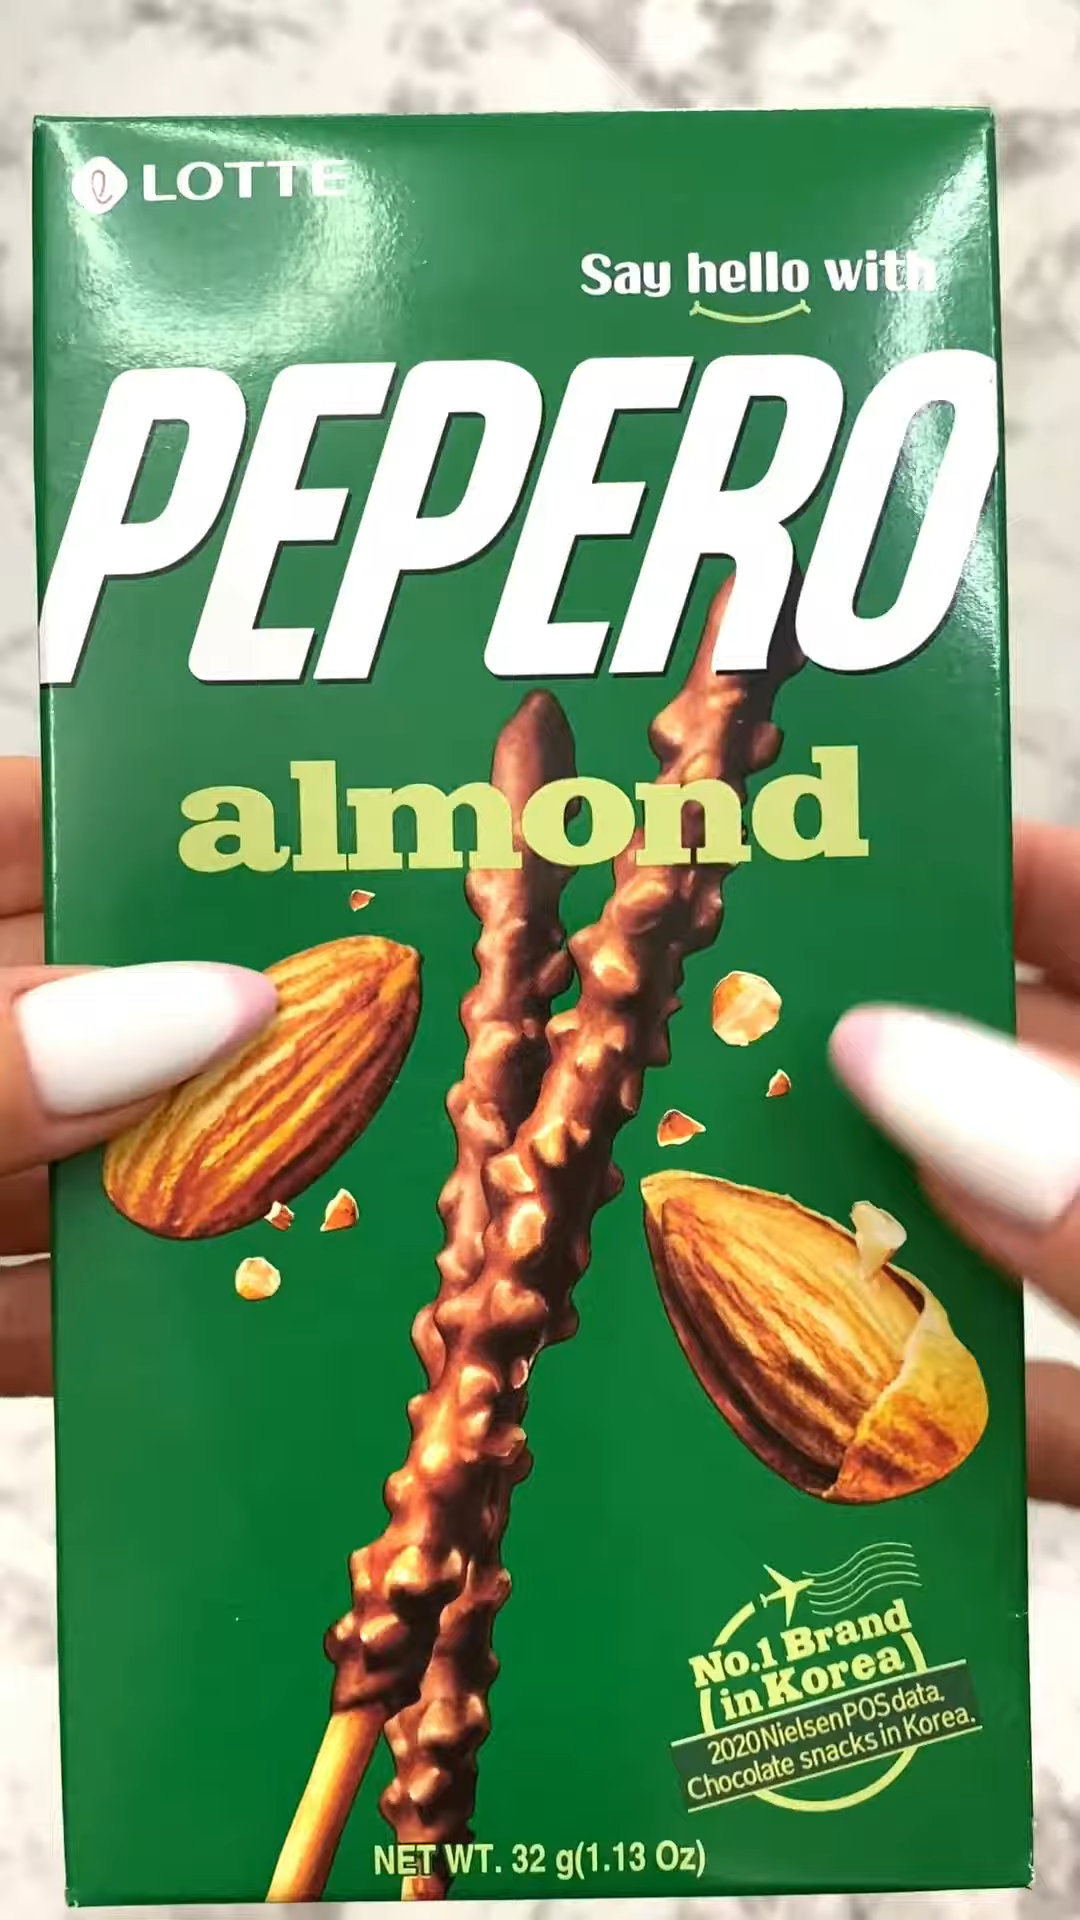 LOTTE
Say hello with
PEPERO
almond
No.1 Brand
in Korea
2020 Nielsen POS data.
Chocolate snacks in Korea.
NET WT. 32 g(1.13 Oz)